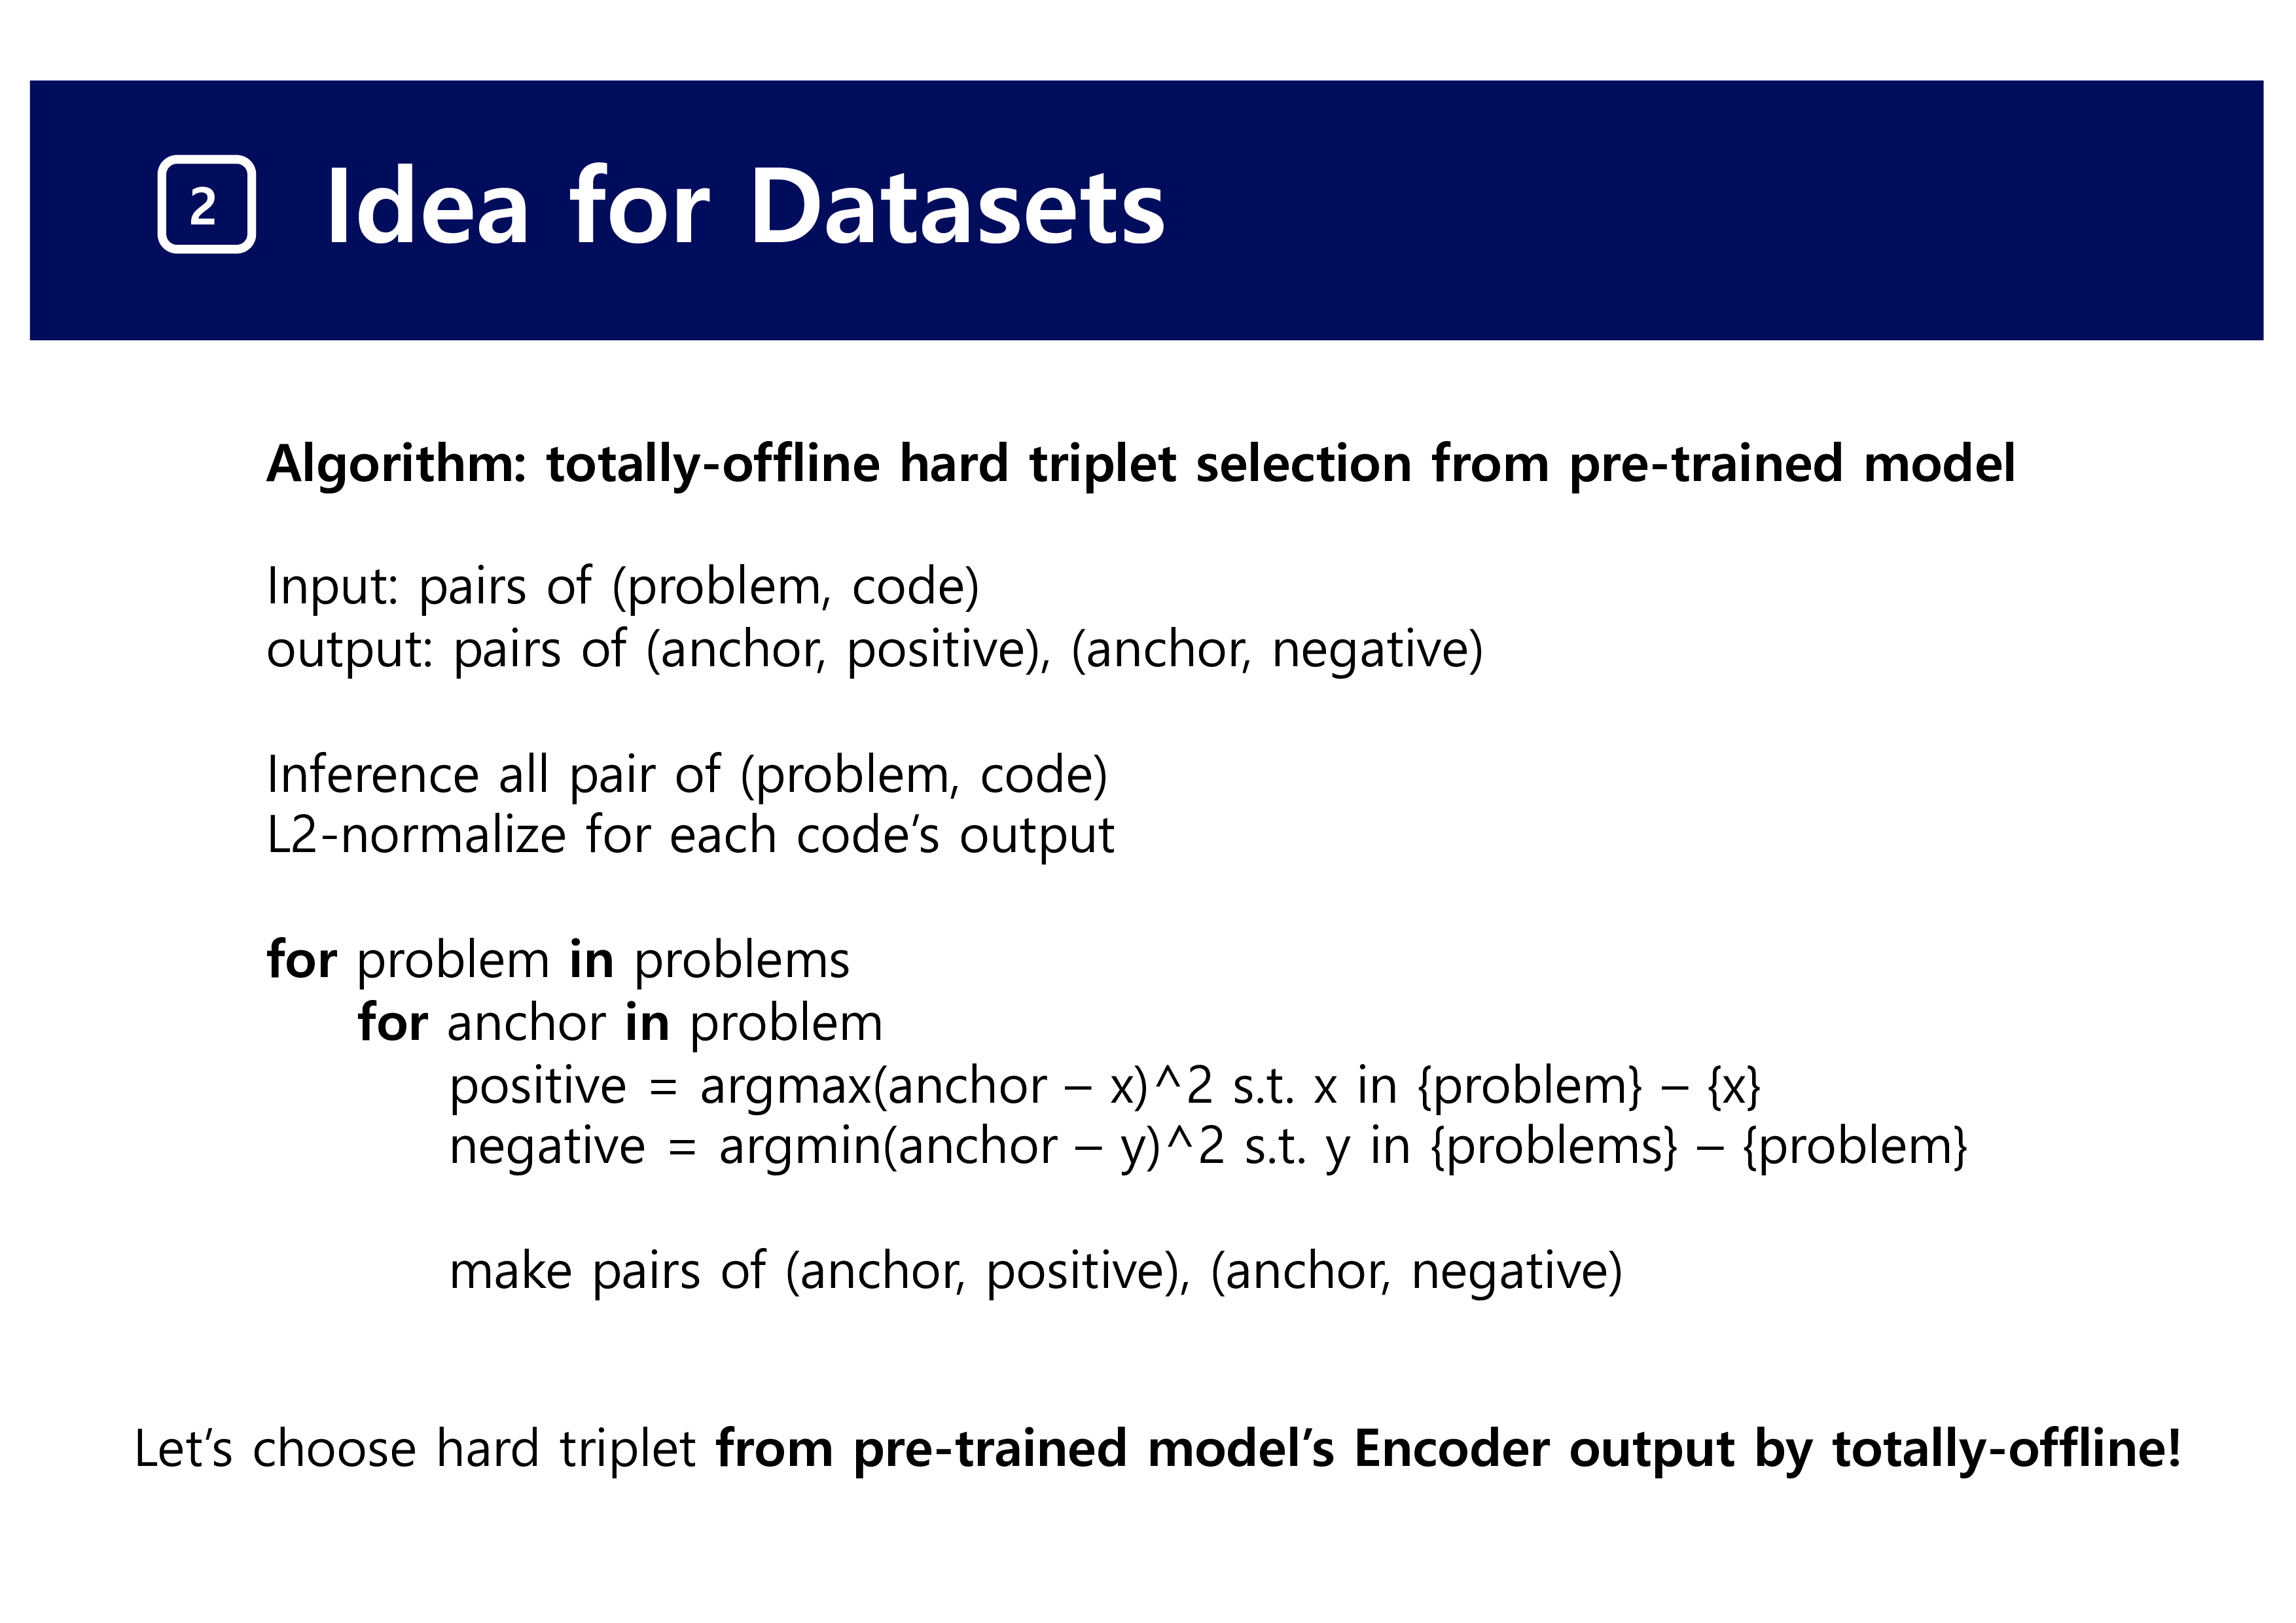 2
Idea for Datasets
Algorithm: totally-offline hard triplet selection from pre-trained model
Input: pairs of (problem, code)
output: pairs of (anchor, positive), (anchor, negative)
Inference all pair of (problem, code)
L2-normalize for each code’s output
for problem in problems
for anchor in problem
positive = argmax(anchor – x)^2 s.t. x in {problem} – {x}
negative = argmin(anchor – y)^2 s.t. y in {problems} – {problem}
make pairs of (anchor, positive), (anchor, negative)
Let’s choose hard triplet from pre-trained model’s Encoder output by totally-offline!